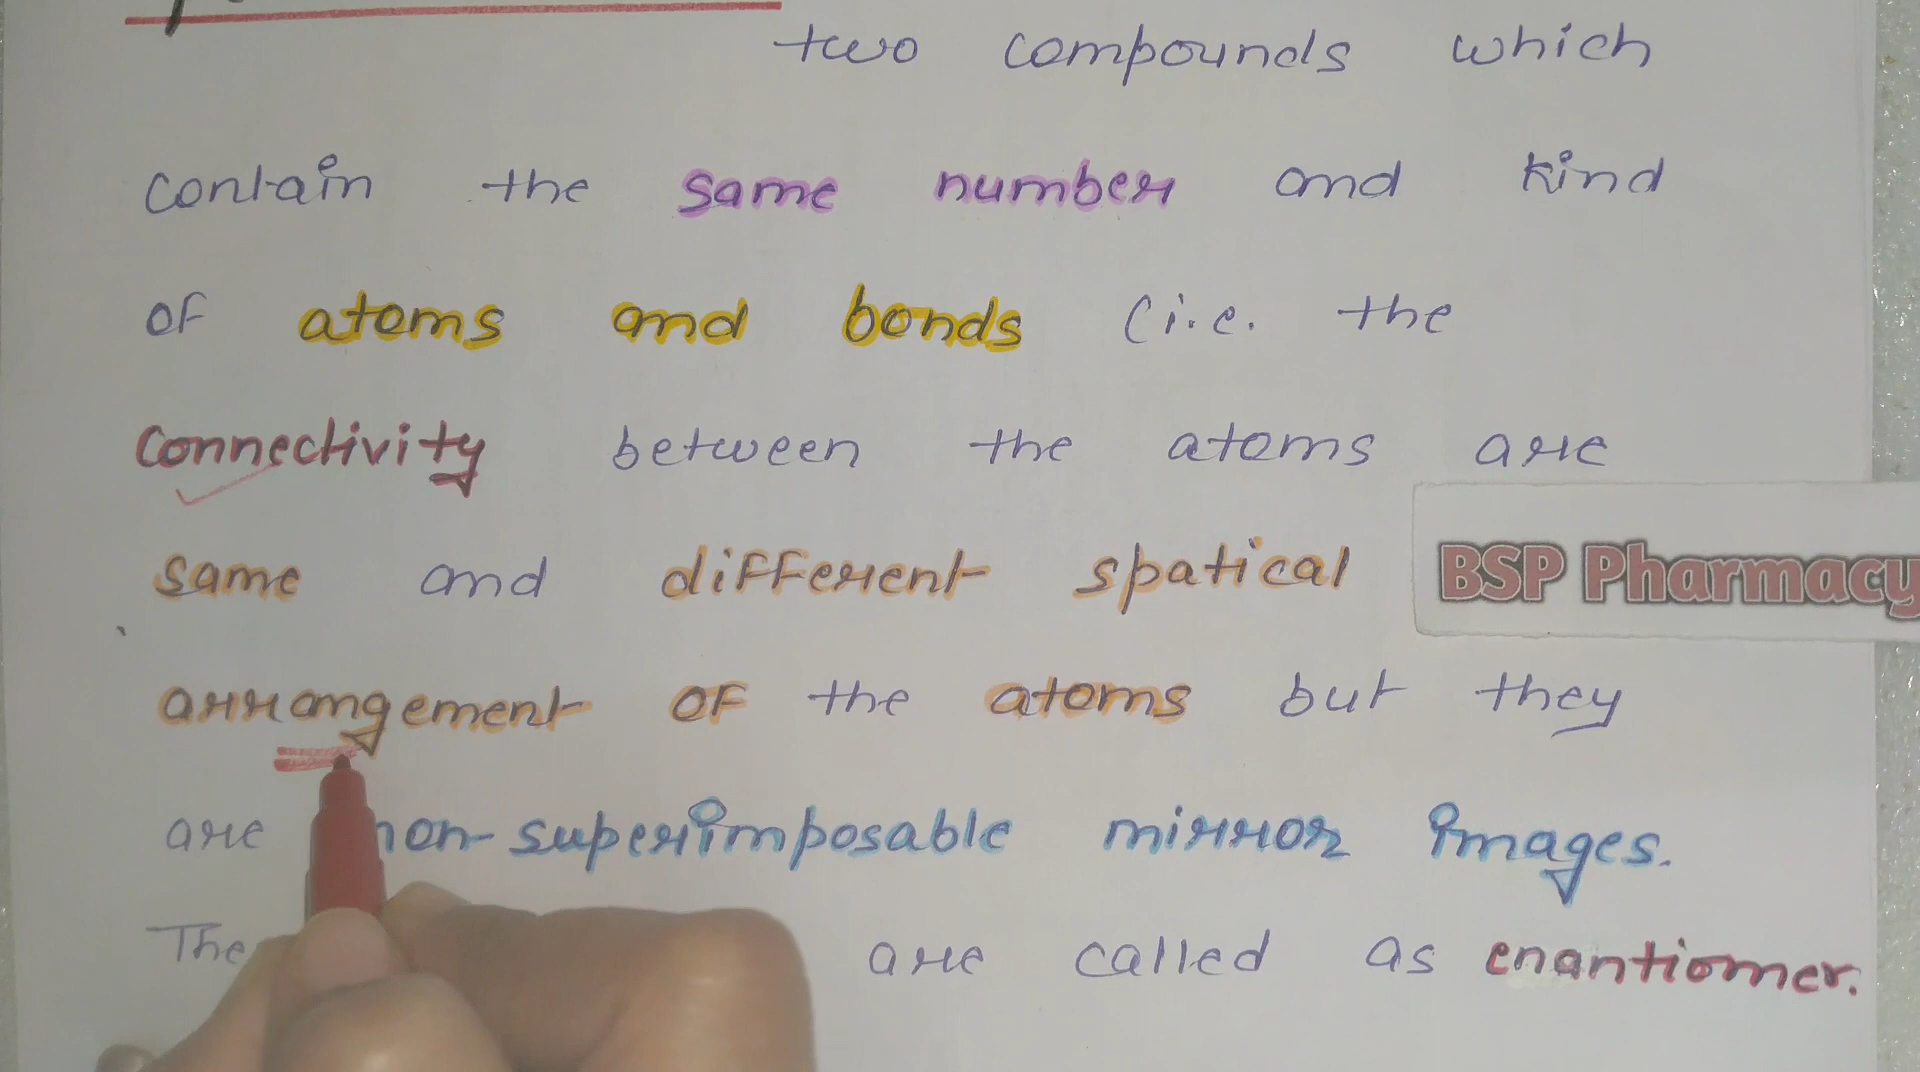 two compounds which
contain the same number and kind
of atoms and bonds (i.e. the
connectivity between the atoms are
same and different spatical
BSP Pharmacy
arrangement of the atoms but they
are non-superimposable mirror images.
The are called as enantiomer.